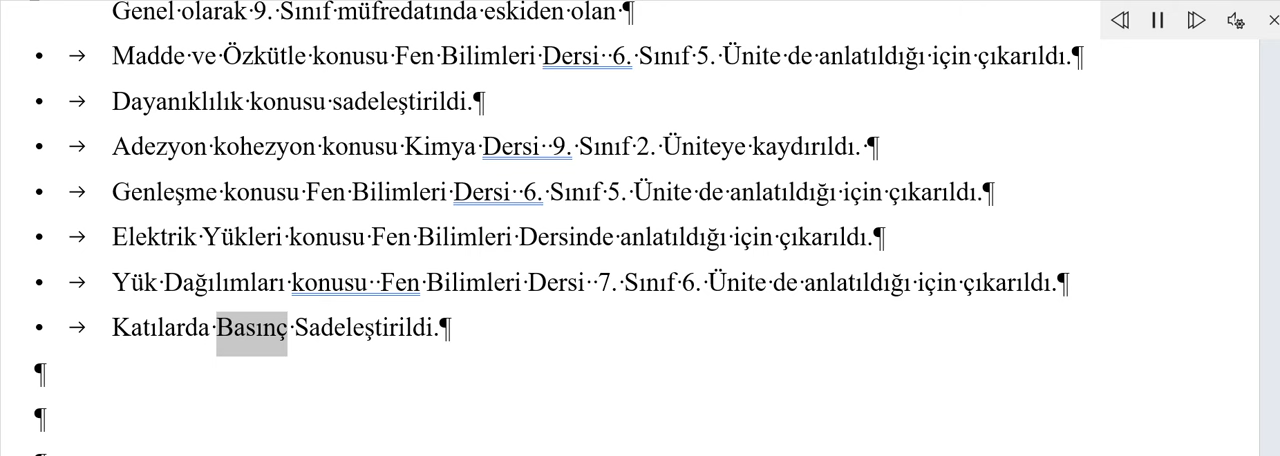 Genel olarak 9. Sınıf müfredatında eskiden olan ¶
• → Madde ve Özkütle konusu Fen Bilimleri Dersi··6. Sınıf 5. Ünite de anlatıldığı için çıkarıldı.¶
• → Dayanıklılık konusu sadeleştirildi.¶
• → Adezyon kohezyon konusu Kimya Dersi··9. Sınıf 2. Üniteye kaydırıldı. ¶
• → Genleşme konusu Fen Bilimleri Dersi··6. Sınıf 5. Ünite de anlatıldığı için çıkarıldı.¶
• → Elektrik Yükleri konusu Fen Bilimleri Dersinde anlatıldığı için çıkarıldı.¶
• → Yük Dağılımları konusu··Fen Bilimleri Dersi··7. Sınıf 6. Ünite de anlatıldığı için çıkarıldı.¶
• → Katılarda Basınç Sadeleştirildi.¶
¶
¶